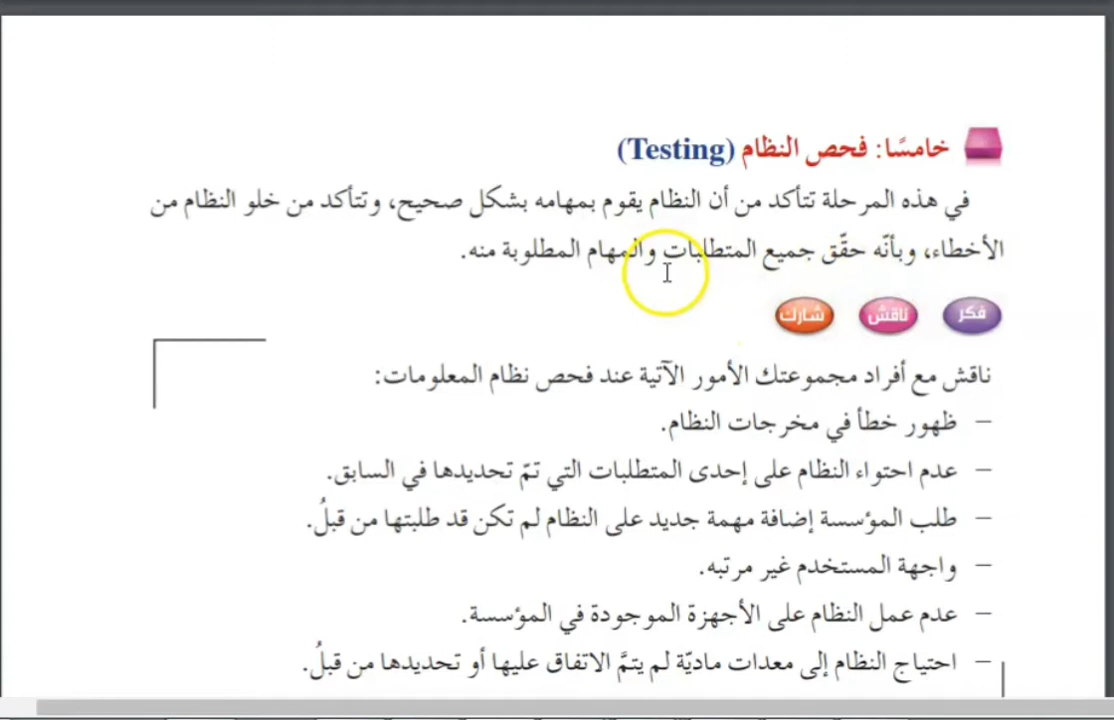 خامسًا: فحص النظام (Testing)
في هذه المرحلة تتأكد من أن النظام يقوم بمهامه بشكل صحيح، وتتأكد من خلو النظام من
الأخطاء، وبأنّه حقّق جميع المتطلبات والمهام المطلوبة منه.
فكر ناقش شارك
ناقش مع أفراد مجموعتك الأمور الآتية عند فحص نظام المعلومات:
– ظهور خطأ في مخرجات النظام.
– عدم احتواء النظام على إحدى المتطلبات التي تمّ تحديدها في السابق.
– طلب المؤسسة إضافة مهمة جديد على النظام لم تكن قد طلبتها من قبلُ.
– واجهة المستخدم غير مرتبه.
– عدم عمل النظام على الأجهزة الموجودة في المؤسسة.
– احتياج النظام إلى معدات ماديّة لم يتمَّ الاتفاق عليها أو تحديدها من قبلُ.